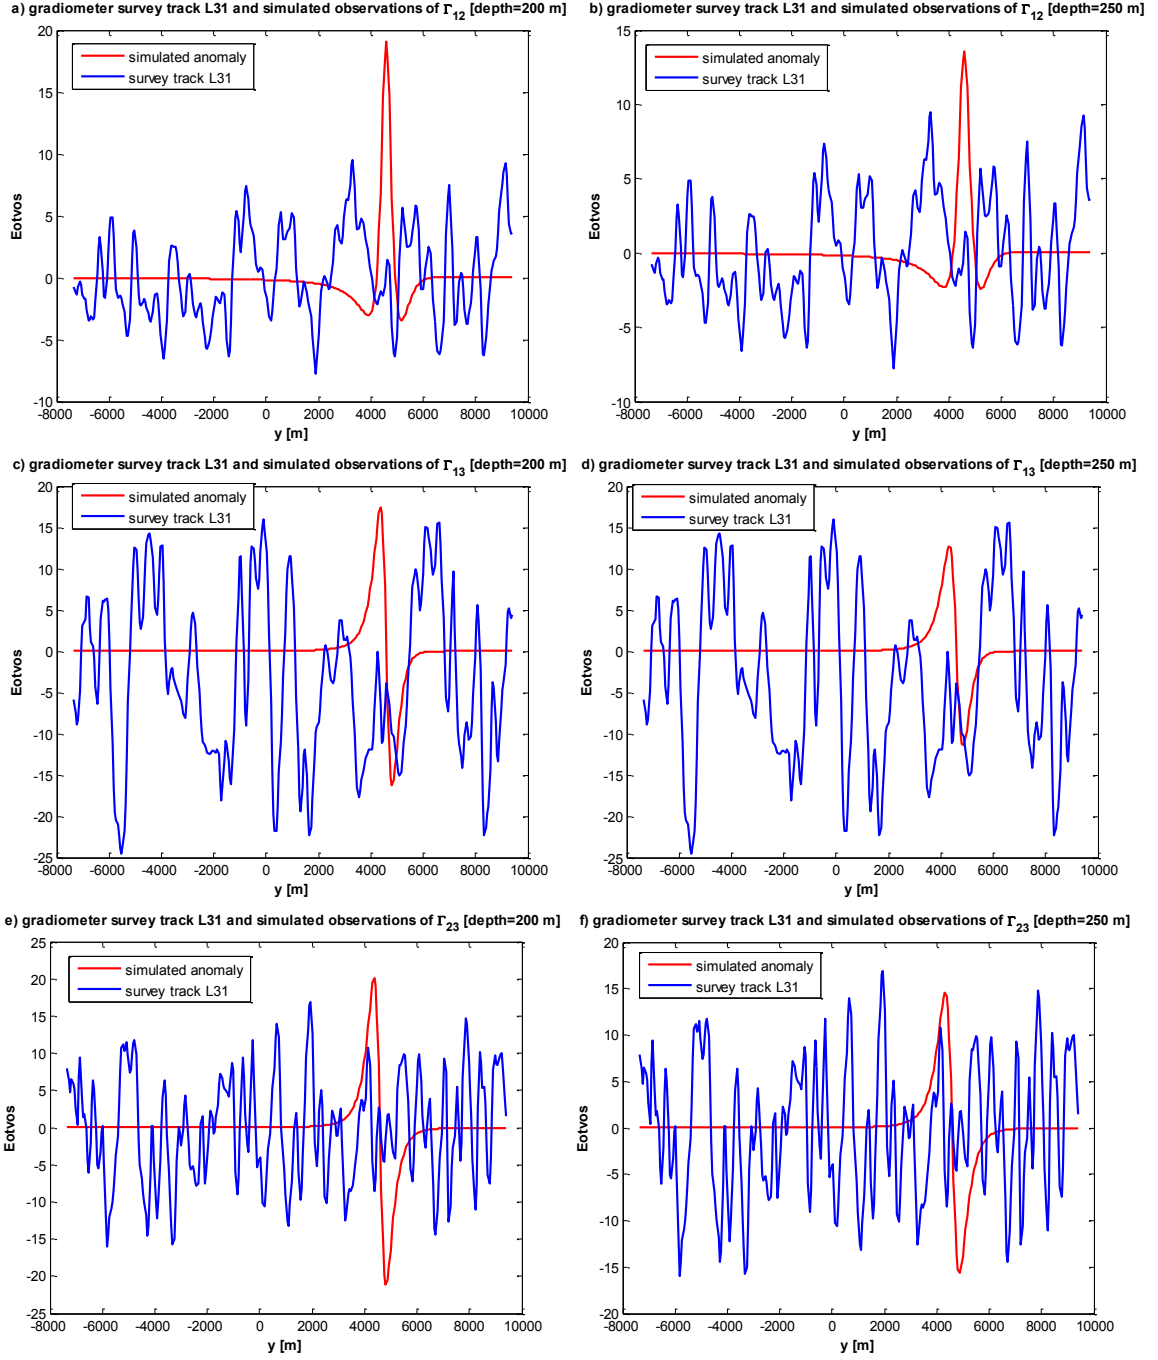 a) gradiometer survey track L31 and simulated observations of Γ12 [depth=200 m]
20
15
10
5
0
-5
-10
Eotvos
simulated anomaly
survey track L31
-8000 -6000 -4000 -2000 0 2000 4000 6000 8000 10000
y [m]
b) gradiometer survey track L31 and simulated observations of Γ12 [depth=250 m]
15
10
5
0
-5
-10
Eotvos
simulated anomaly
survey track L31
-8000 -6000 -4000 -2000 0 2000 4000 6000 8000 10000
y [m]
c) gradiometer survey track L31 and simulated observations of Γ13 [depth=200 m]
20
15
10
5
0
-5
-10
-15
-20
-25
Eotvos
simulated anomaly
survey track L31
-8000 -6000 -4000 -2000 0 2000 4000 6000 8000 10000
y [m]
d) gradiometer survey track L31 and simulated observations of Γ13 [depth=250 m]
20
15
10
5
0
-5
-10
-15
-20
-25
Eotvos
simulated anomaly
survey track L31
-8000 -6000 -4000 -2000 0 2000 4000 6000 8000 10000
y [m]
e) gradiometer survey track L31 and simulated observations of Γ23 [depth=200 m]
25
20
15
10
5
0
-5
-10
-15
-20
-25
Eotvos
simulated anomaly
survey track L31
-8000 -6000 -4000 -2000 0 2000 4000 6000 8000 10000
y [m]
f) gradiometer survey track L31 and simulated observations of Γ23 [depth=250 m]
20
15
10
5
0
-5
-10
-15
-20
Eotvos
simulated anomaly
survey track L31
-8000 -6000 -4000 -2000 0 2000 4000 6000 8000 10000
y [m]